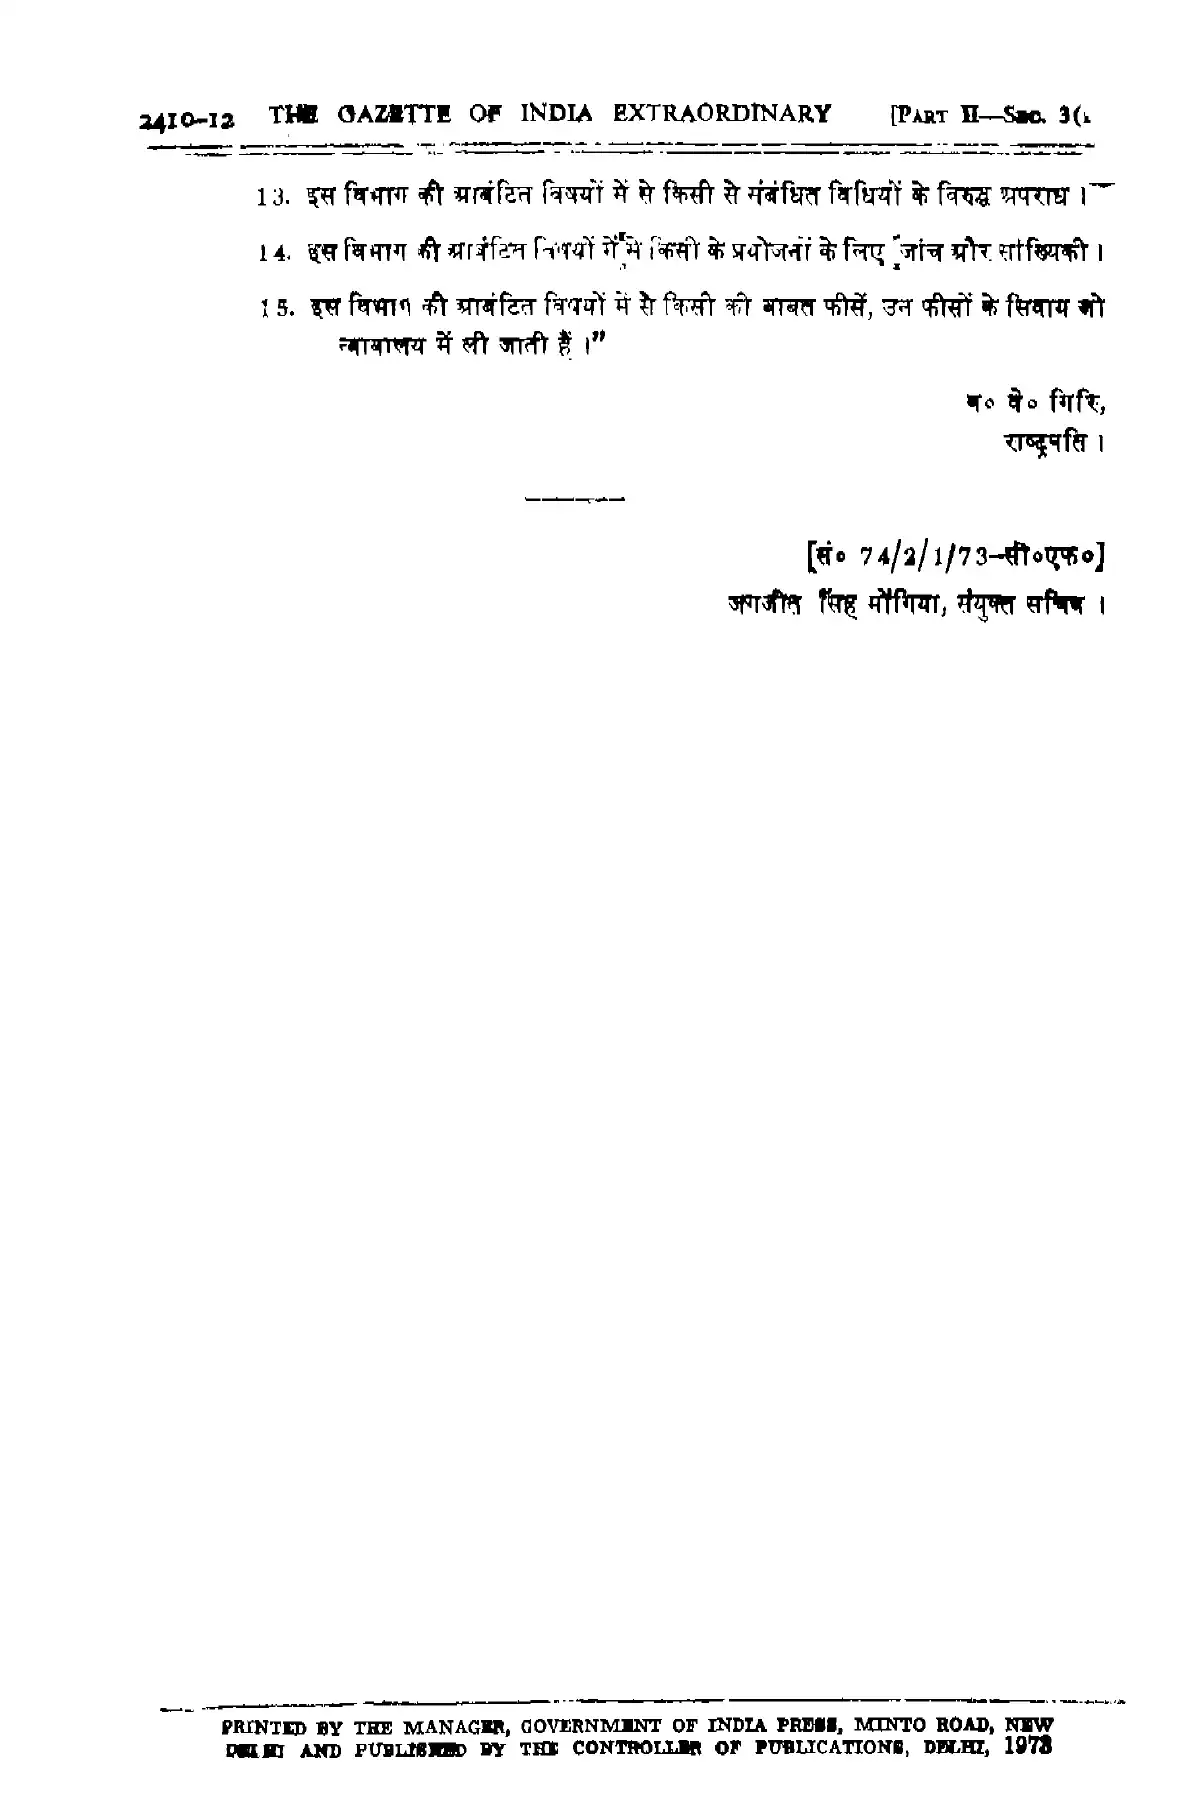 2410-12 THE GAZETTE OF INDIA EXTRAORDINARY [PART II—SEC. 3(i
13. इस विभाग की आबंटित विषयों में से किसी से संबंधित विधियों के विरुद्ध अपराध ।
14. इस विभाग की आबंटित विषयों में से किसी के प्रयोजनों के लिए जांच और सांख्यिकी ।
15. इस विभाग की आबंटित विषयों में से किसी की बाबत फीसें, उन फीसों के सिवाय जो
न्यायालय में ली जाती हैं ।”
व० वे० गिरि,
राष्ट्रपति ।
[सं० 74/2/1/73-सी०एफ०]
जगजीत सिंह मौंगिया, संयुक्त सचिव ।
PRINTED BY THE MANAGER, GOVERNMENT OF INDIA PRESS, MINTO ROAD, NEW
DELHI AND PUBLISHED BY THE CONTROLLER OF PUBLICATIONS, DELHI, 1973